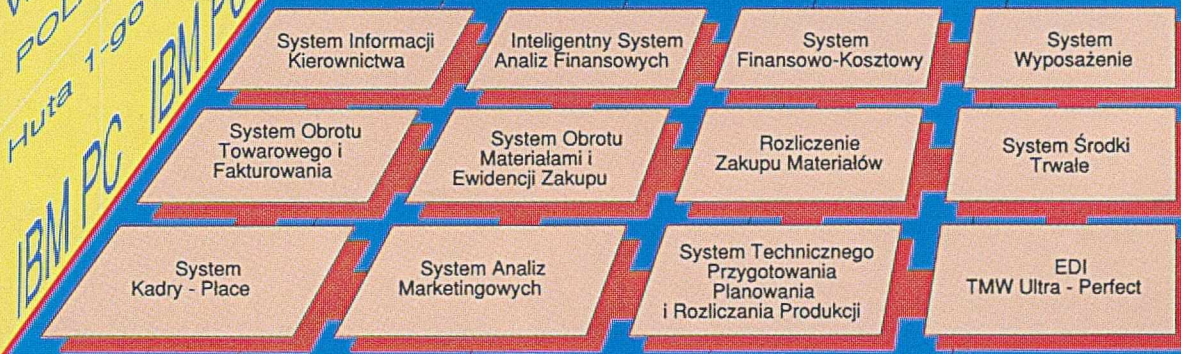 POL
Huta 1-go
IBM PC
IBM PC
System Informacji
Kierownictwa
Inteligentny System
Analiz Finansowych
System
Finansowo-Kosztowy
System
Wyposażenie
System Obrotu
Towarowego i
Fakturowania
System Obrotu
Materiałami i
Ewidencji Zakupu
Rozliczenie
Zakupu Materiałów
System Środki
Trwałe
System
Kadry - Płace
System Analiz
Marketingowych
System Technicznego
Przygotowania
Planowania
i Rozliczania Produkcji
EDI
TMW Ultra - Perfect